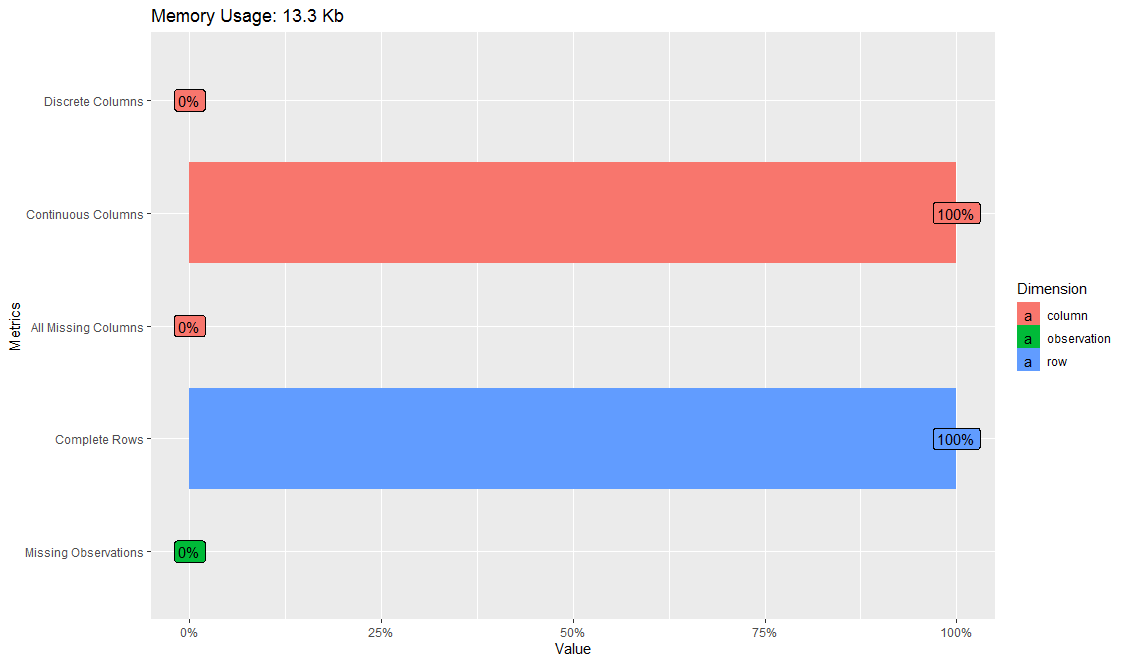 Memory Usage: 13.3 Kb
Metrics
Discrete Columns
0%
Continuous Columns
100%
All Missing Columns
0%
Complete Rows
100%
Missing Observations
0%
0%
25%
50%
75%
100%
Value
Dimension
a column
a observation
a row